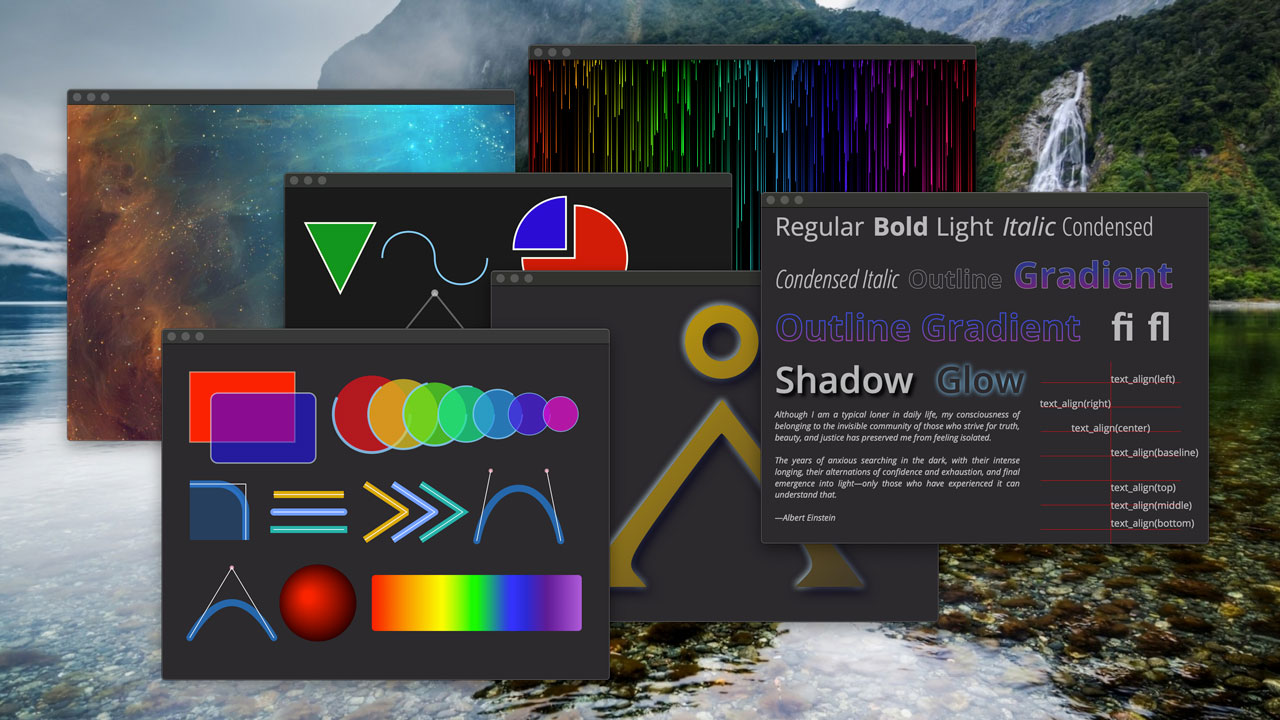 Regular Bold Light Italic Condensed
Condensed Italic Outline Gradient
Outline Gradient fi fl
Shadow Glow
Although I am a typical loner in daily life, my consciousness of
belonging to the invisible community of those who strive for truth,
beauty, and justice has preserved me from feeling isolated.
The years of anxious searching in the dark, with their intense
longing, their alternations of confidence and exhaustion, and final
emergence into light—only those who have experienced it can
understand that.
—Albert Einstein
text_align(left)
text_align(right)
text_align(center)
text_align(baseline)
text_align(top)
text_align(middle)
text_align(bottom)